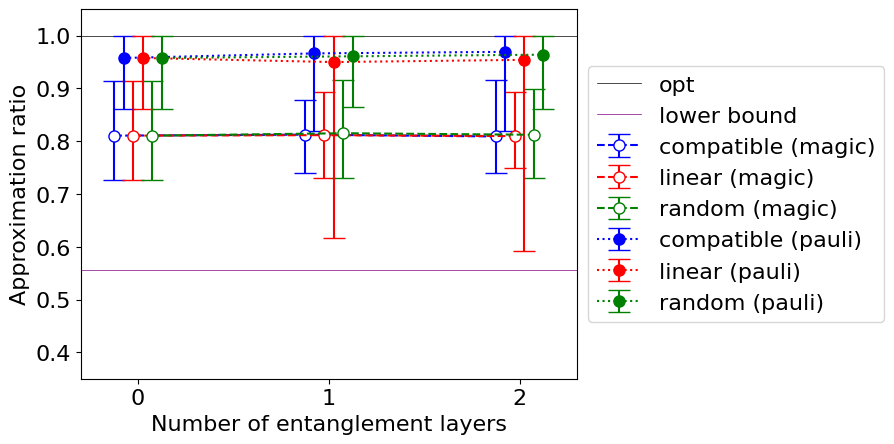 1.0
0.9
0.8
0.7
0.6
0.5
0.4
Approximation ratio
0
1
2
Number of entanglement layers
opt
lower bound
compatible (magic)
linear (magic)
random (magic)
compatible (pauli)
linear (pauli)
random (pauli)